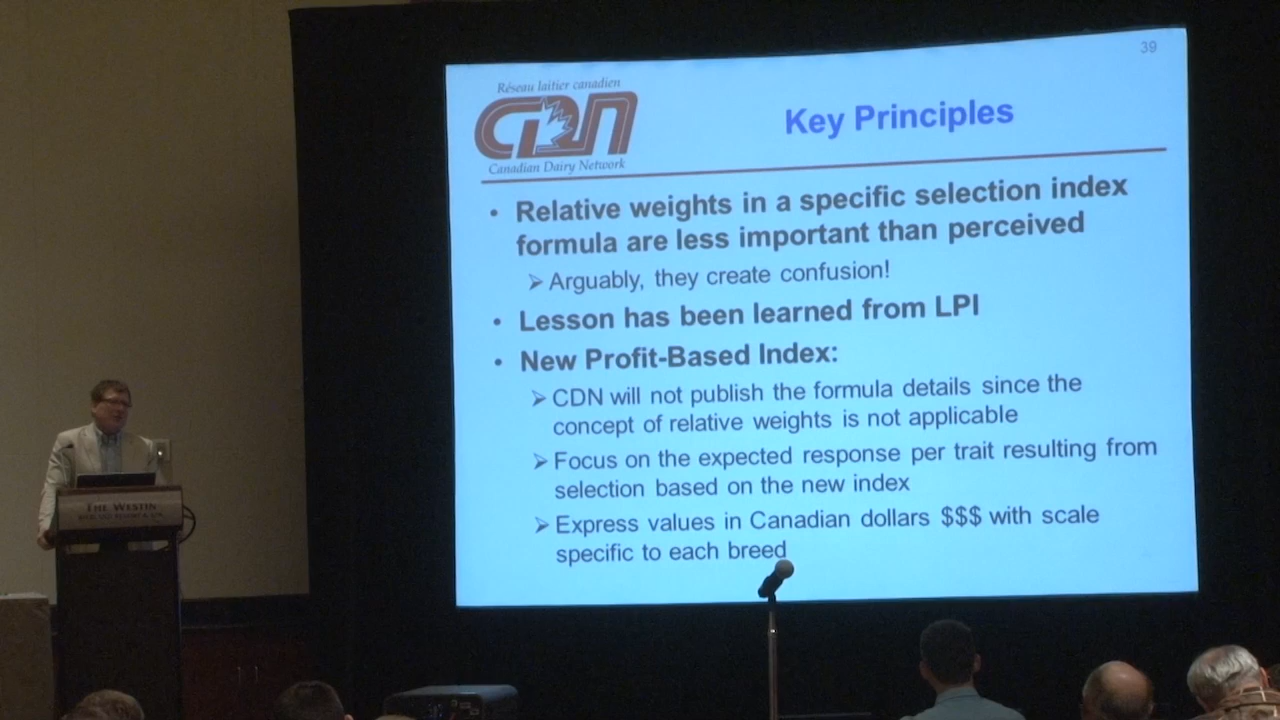 39
Réseau laitier canadien
CDN
Canadian Dairy Network
Key Principles
• Relative weights in a specific selection index
formula are less important than perceived
➢ Arguably, they create confusion!
• Lesson has been learned from LPI
• New Profit-Based Index:
➢ CDN will not publish the formula details since the
concept of relative weights is not applicable
➢ Focus on the expected response per trait resulting from
selection based on the new index
➢ Express values in Canadian dollars $$$ with scale
specific to each breed
THE WESTIN